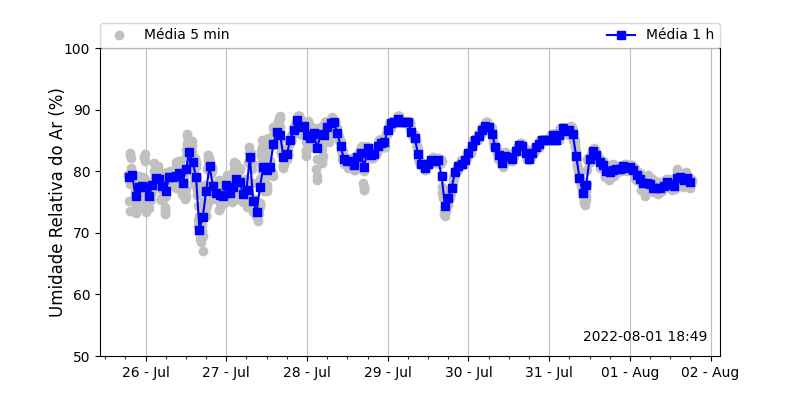 Média 5 min
Média 1 h
100
90
80
70
60
50
Umidade Relativa do Ar (%)
2022-08-01 18:49
26 - Jul
27 - Jul
28 - Jul
29 - Jul
30 - Jul
31 - Jul
01 - Aug
02 - Aug